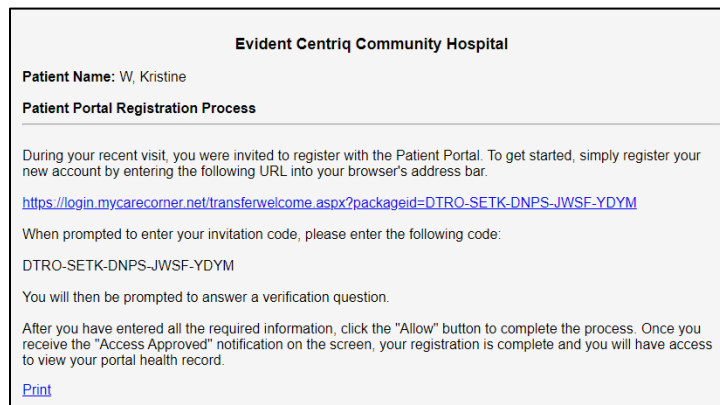 Evident Centriq Community Hospital
Patient Name: W, Kristine
Patient Portal Registration Process
During your recent visit, you were invited to register with the Patient Portal. To get started, simply register your
new account by entering the following URL into your browser's address bar.
https://login.mycarecorner.net/transferwelcome.aspx?packageid=DTRO-SETK-DNPS-JWSF-YDYM
When prompted to enter your invitation code, please enter the following code:
DTRO-SETK-DNPS-JWSF-YDYM
You will then be prompted to answer a verification question.
After you have entered all the required information, click the "Allow" button to complete the process. Once you
receive the "Access Approved" notification on the screen, your registration is complete and you will have access
to view your portal health record.
Print